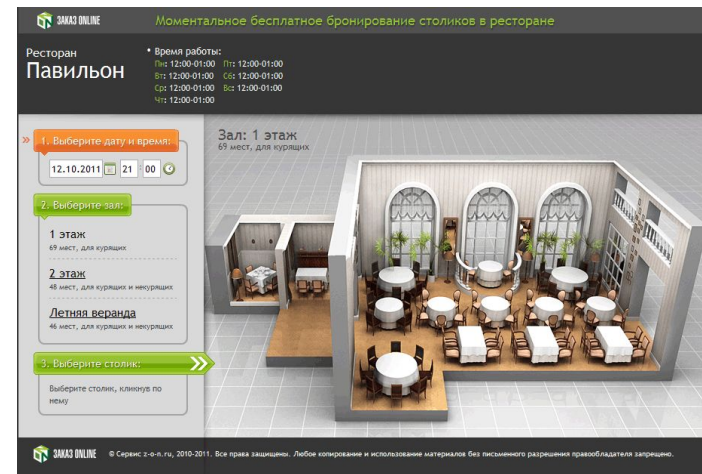 ЗАКАЗ ONLINE
Моментальное бесплатное бронирование столиков в ресторане
Ресторан
Павильон
• Время работы:
Пн: 12:00-01:00 Пт: 12:00-01:00
Вт: 12:00-01:00 Сб: 12:00-01:00
Ср: 12:00-01:00 Вс: 12:00-01:00
Чт: 12:00-01:00
» 1. Выберите дату и время:
12.10.2011 21 00
2. Выберите зал:
1 этаж
69 мест, для курящих
2 этаж
48 мест, для курящих и некурящих
Летняя веранда
46 мест, для курящих и некурящих
3. Выберите столик:
Выберите столик, кликнув по
нему
Зал: 1 этаж
69 мест, для курящих
ЗАКАЗ ONLINE
© Сервис z-o-n.ru, 2010-2011. Все права защищены. Любое копирование и использование материалов без письменного разрешения правообладателя запрещено.